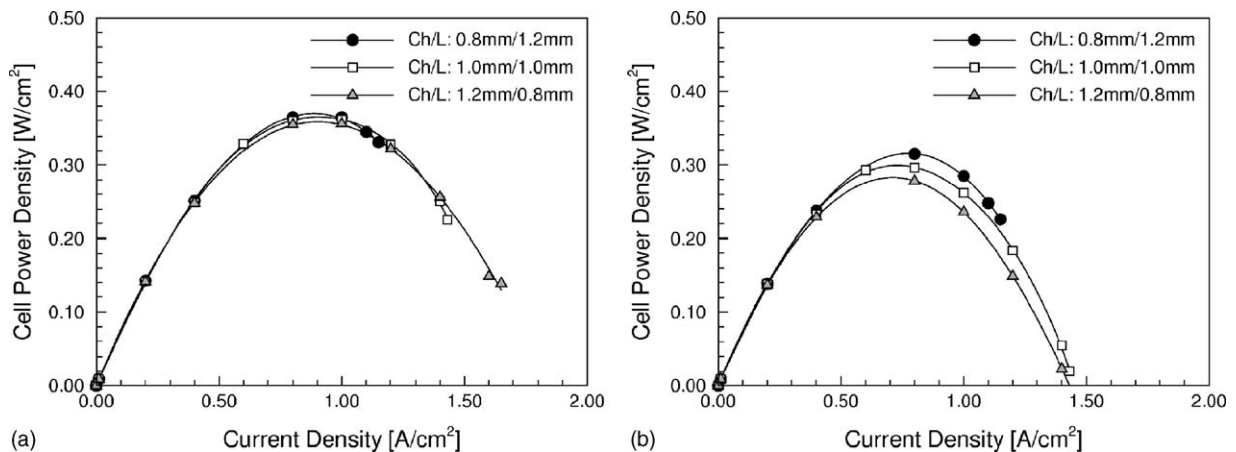 0.50
0.40
0.30
0.20
0.10
0.00
Cell Power Density [W/cm²]
Ch/L: 0.8mm/1.2mm
Ch/L: 1.0mm/1.0mm
Ch/L: 1.2mm/0.8mm
0.00 0.50 1.00 1.50 2.00
(a) Current Density [A/cm²]
0.50
0.40
0.30
0.20
0.10
0.00
Cell Power Density [W/cm²]
Ch/L: 0.8mm/1.2mm
Ch/L: 1.0mm/1.0mm
Ch/L: 1.2mm/0.8mm
0.00 0.50 1.00 1.50 2.00
(b) Current Density [A/cm²]